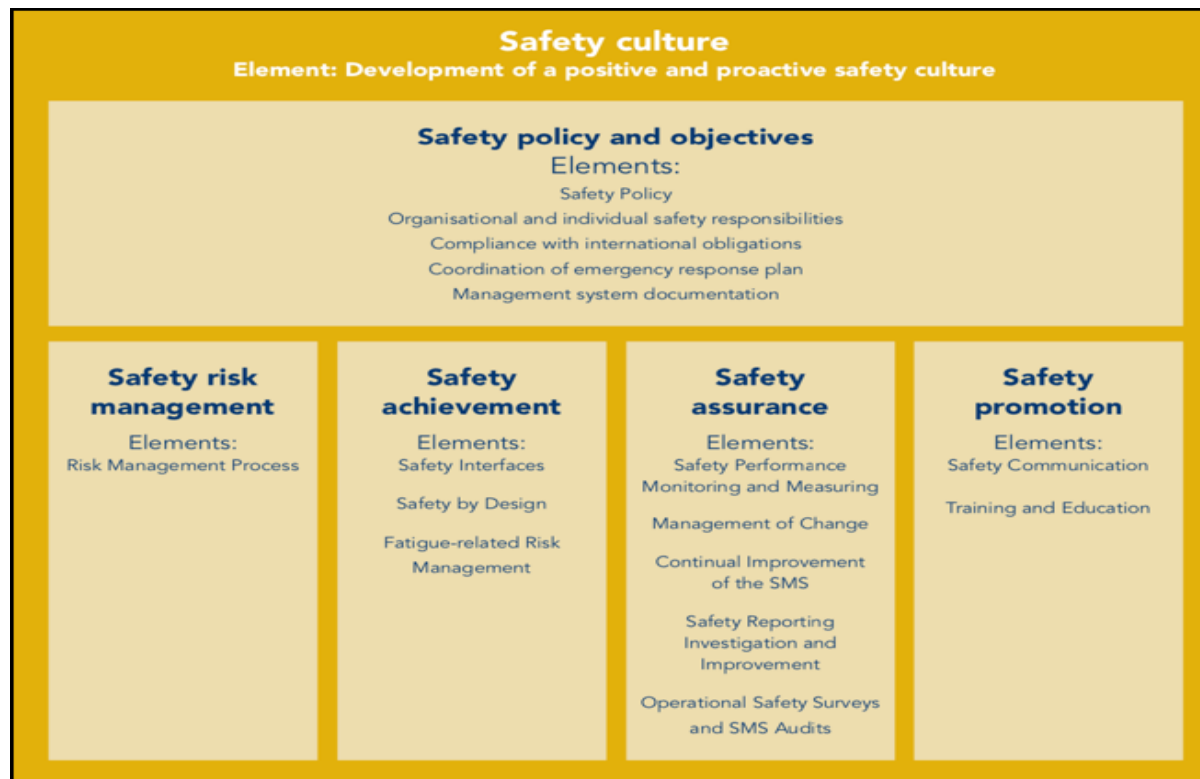 Safety culture
Element: Development of a positive and proactive safety culture
Safety policy and objectives
Elements:
Safety Policy
Organisational and individual safety responsibilities
Compliance with international obligations
Coordination of emergency response plan
Management system documentation
Safety risk
management
Elements:
Risk Management Process
Safety
achievement
Elements:
Safety Interfaces
Safety by Design
Fatigue-related Risk
Management
Safety
assurance
Elements:
Safety Performance
Monitoring and Measuring
Management of Change
Continual Improvement
of the SMS
Safety Reporting
Investigation and
Improvement
Operational Safety Surveys
and SMS Audits
Safety
promotion
Elements:
Safety Communication
Training and Education